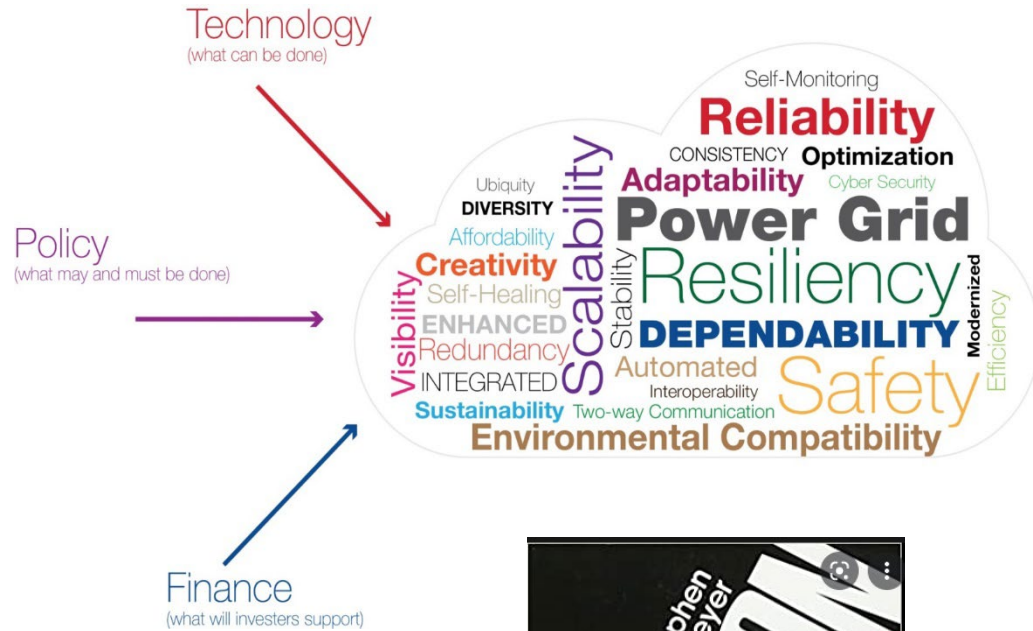 Technology
(what can be done)
Policy
(what may and must be done)
Finance
(what will investers support)
Self-Monitoring
Reliability
CONSISTENCY Optimization
Adaptability Cyber Security
Power Grid
Resiliency
DEPENDABILITY
Modernized
Efficiency
Stability
Scalability
Ubiquity
DIVERSITY
Affordability
Creativity
Self-Healing
ENHANCED
Redundancy
INTEGRATED
Visibility
Automated
Interoperability
Safety
Sustainability Two-way Communication
Environmental Compatibility
phen
eyer